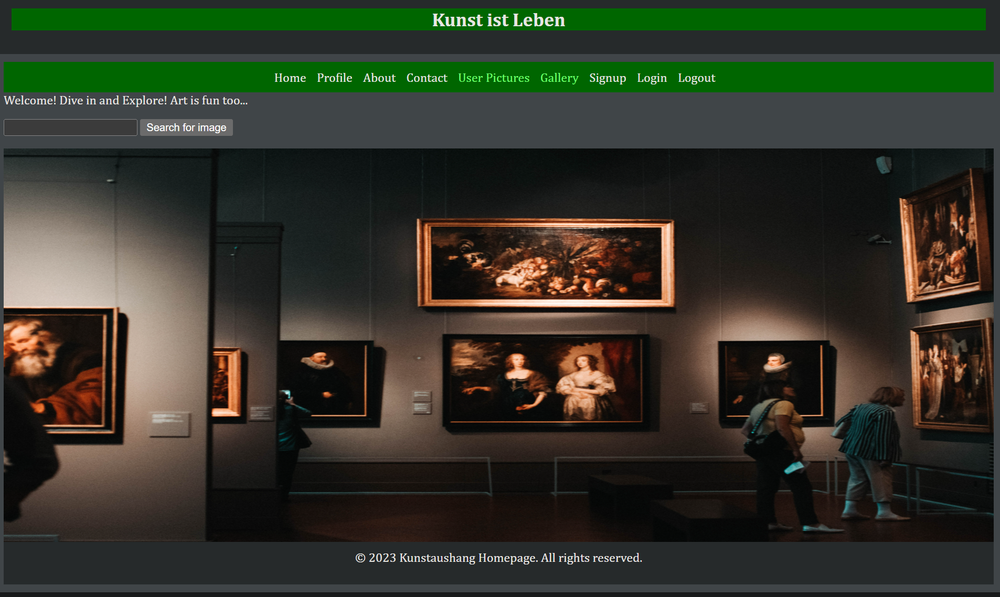 Kunst ist Leben
Home Profile About Contact User Pictures Gallery Signup Login Logout
Welcome! Dive in and Explore! Art is fun too...
Search for image
© 2023 Kunstaushang Homepage. All rights reserved.